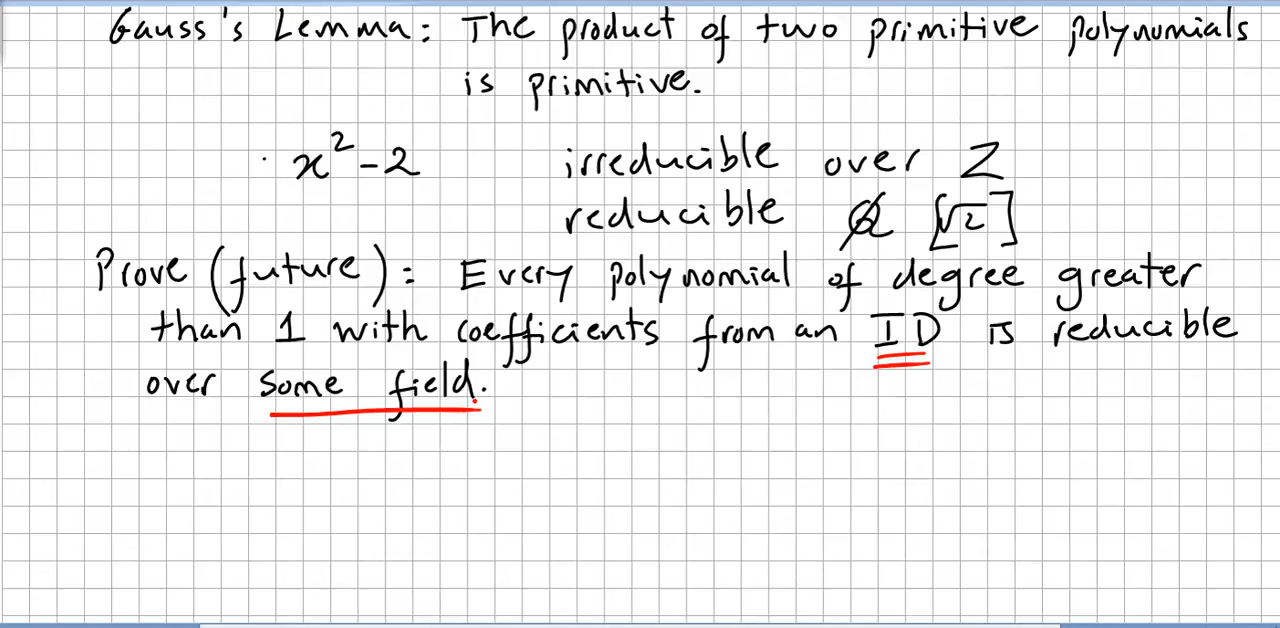 Gauss's Lemma: The product of two primitive polynomials
is primitive.
x² - 2 irreducible over Z
reducible Q [√2]
Prove (future): Every polynomial of degree greater
than 1 with coefficients from an ID is reducible
over some field.